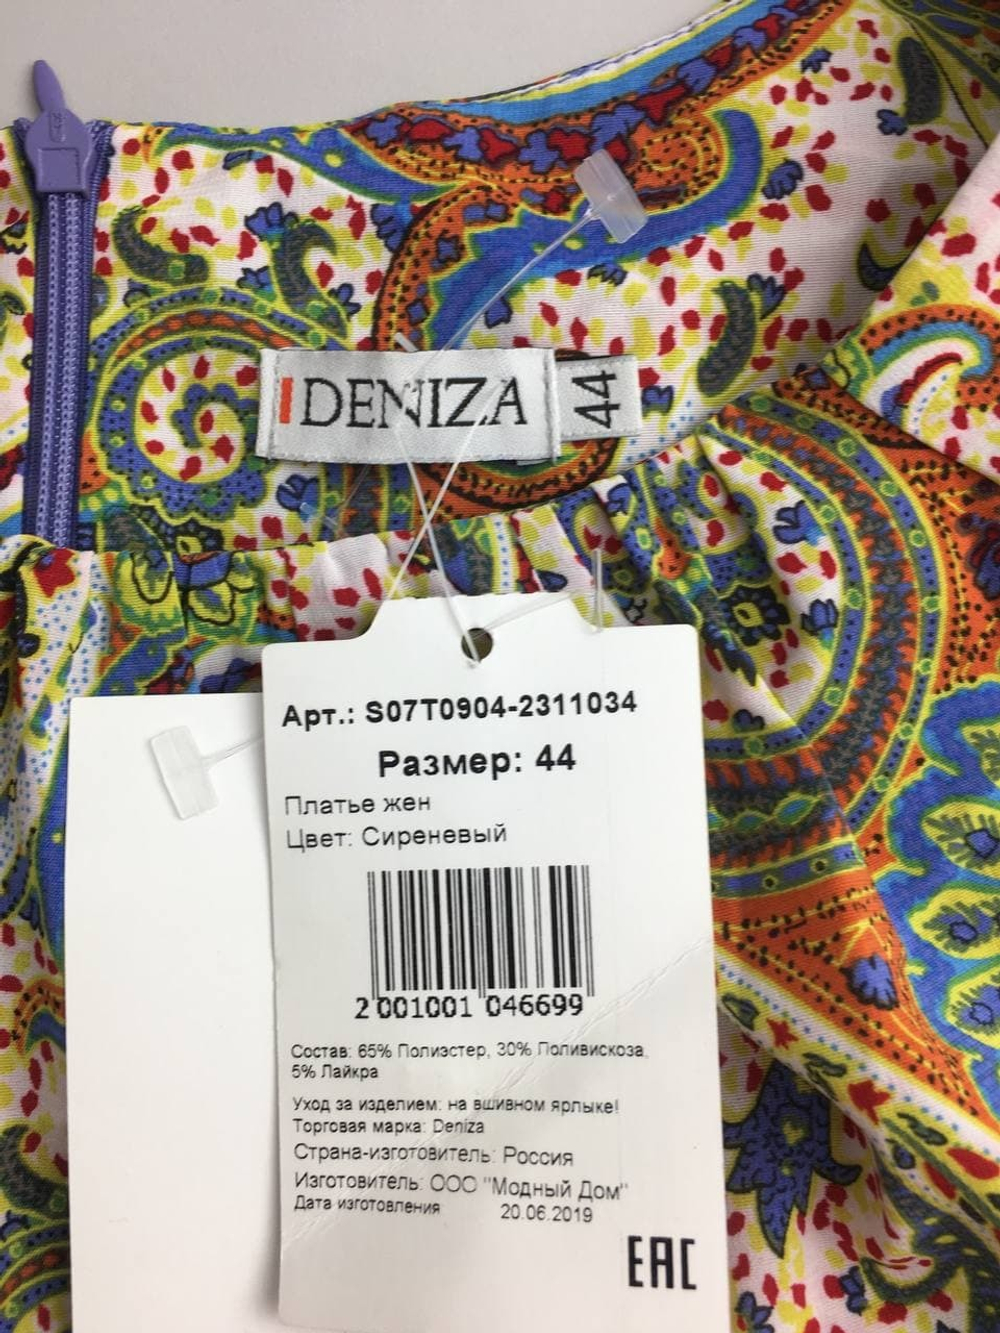 DENIZA
44
Арт.: S07T0904-2311034
Размер: 44
Платье жен
Цвет: Сиреневый
2 001001 046699
Состав: 65% Полиэстер, 30% Поливискоза,
5% Лайкра
Уход за изделием: на вшивном ярлыке!
Торговая марка: Deniza
Страна-изготовитель: Россия
Изготовитель: ООО "Модный Дом"
Дата изготовления 20.06.2019
EAC